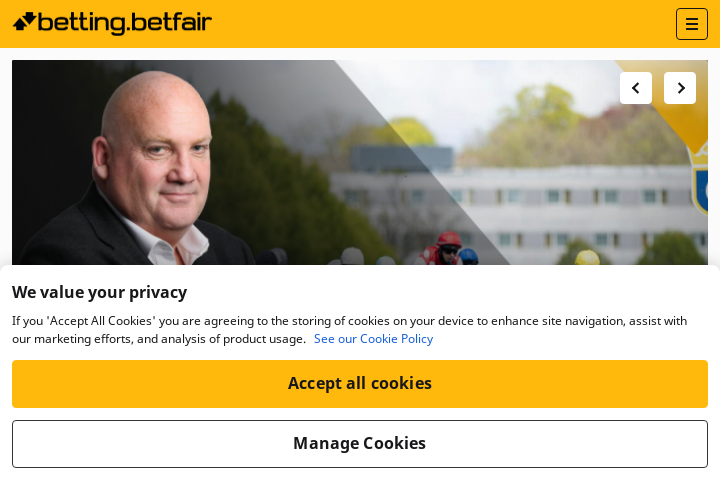 betting.betfair
We value your privacy
If you 'Accept All Cookies' you are agreeing to the storing of cookies on your device to enhance site navigation, assist with
our marketing efforts, and analysis of product usage. See our Cookie Policy
Accept all cookies
Manage Cookies